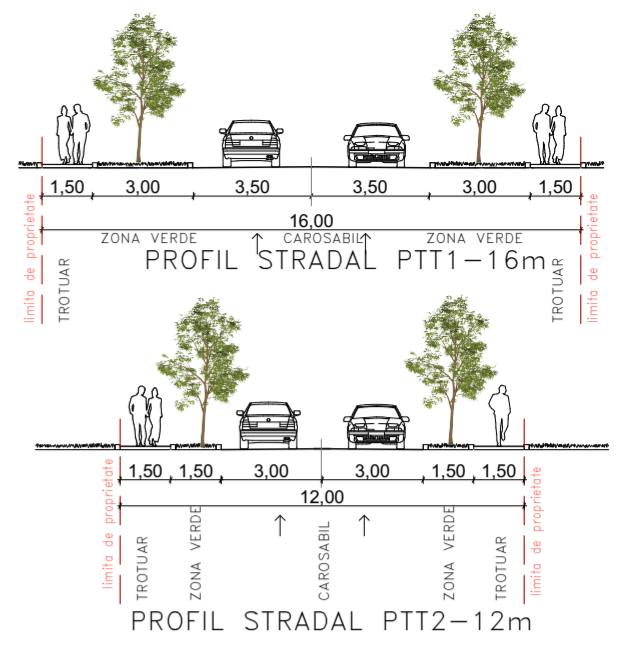 1,50 3,00 3,50 3,50 3,00 1,50
16,00
ZONA VERDE CAROSABIL ZONA VERDE
PROFIL STRADAL PTT1-16m
limita de proprietate
TROTUAR
TROTUAR
limita de proprietate
1,50 1,50 3,00 3,00 1,50 1,50
12,00
limita de proprietate
TROTUAR
ZONA VERDE
CAROSABIL
ZONA VERDE
TROTUAR
limita de proprietate
PROFIL STRADAL PTT2-12m